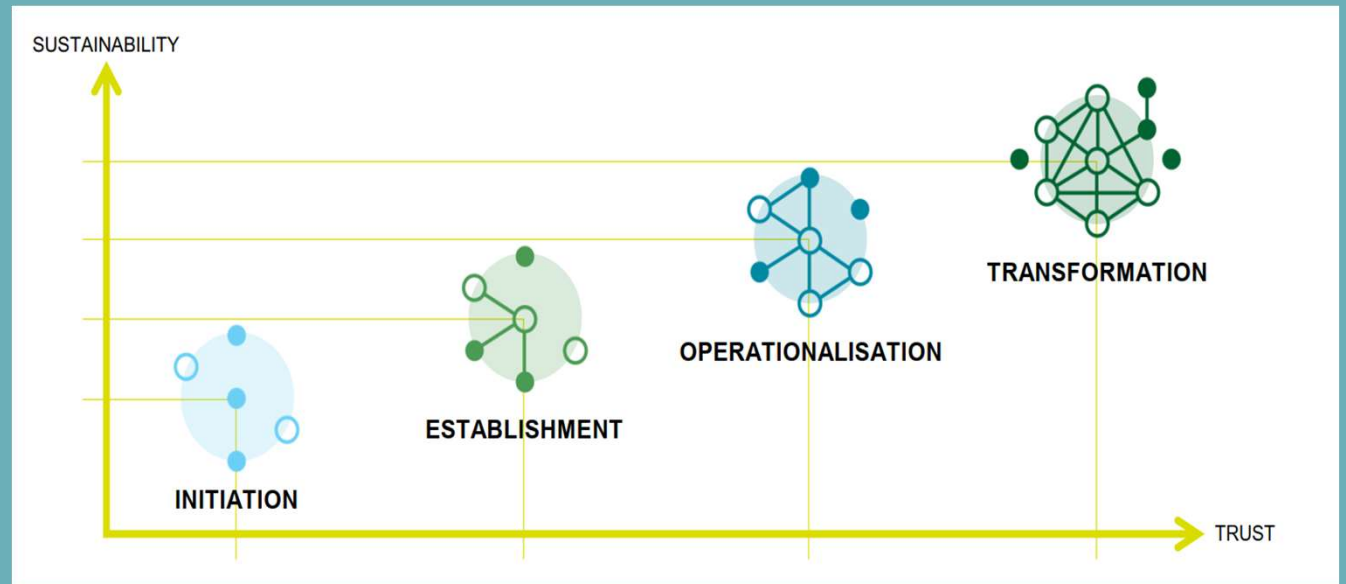 SUSTAINABILITY
TRANSFORMATION
OPERATIONALISATION
ESTABLISHMENT
INITIATION
TRUST